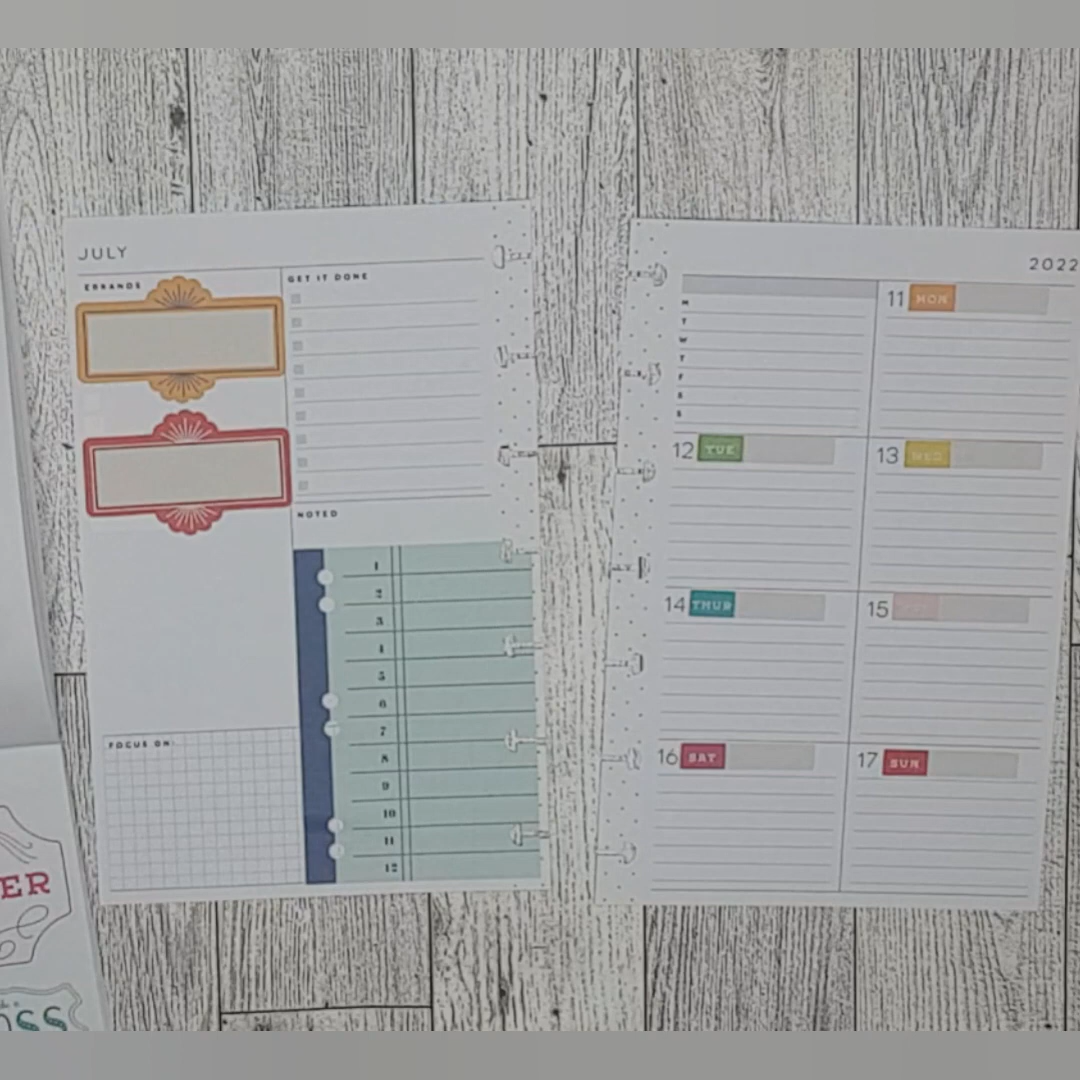 JULY
ERRANDS
GET IT DONE
NOTED
1
2
3
4
5
6
7
8
9
10
11
12
FOCUS ON:
2022
M
T
W
T
F
S
S
11 MON
12 TUE
13 WED
14 THUR
15
16 SAT
17 SUN
ER
OSS